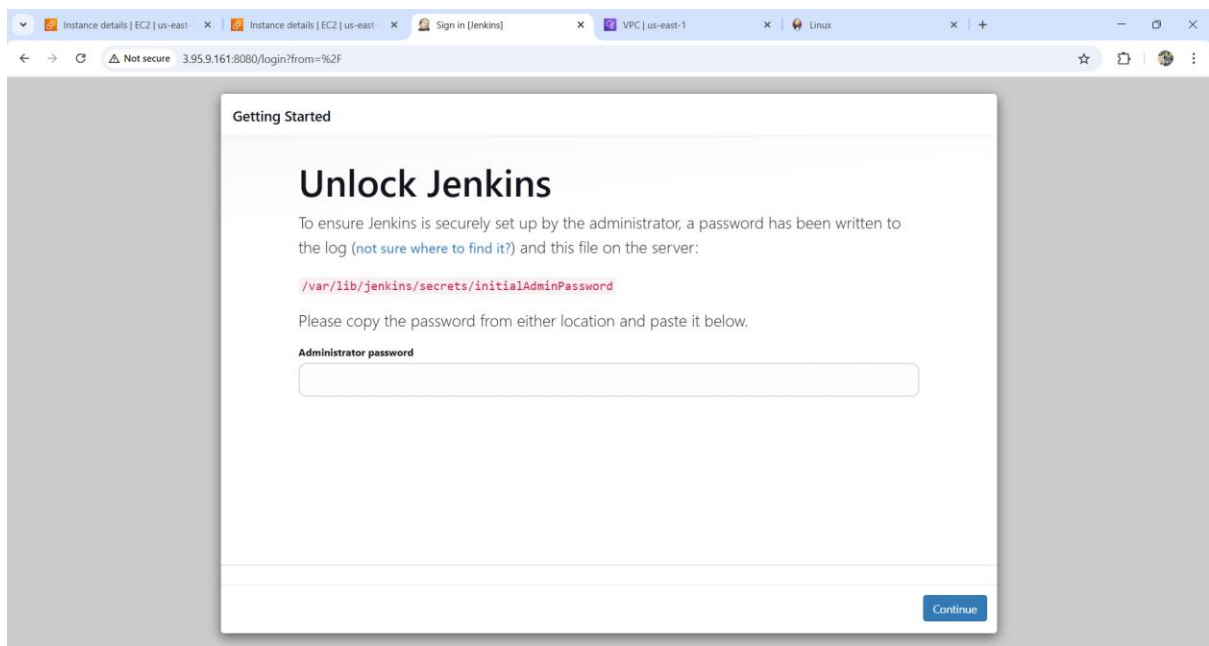 Instance details | EC2 | us-east-
Instance details | EC2 | us-east-
Sign in [Jenkins]
VPC | us-east-1
Linux
Not secure
3.95.9.161:8080/login?from=%2F
Getting Started
Unlock Jenkins
To ensure Jenkins is securely set up by the administrator, a password has been written to
the log (not sure where to find it?) and this file on the server:
/var/lib/jenkins/secrets/initialAdminPassword
Please copy the password from either location and paste it below.
Administrator password
Continue